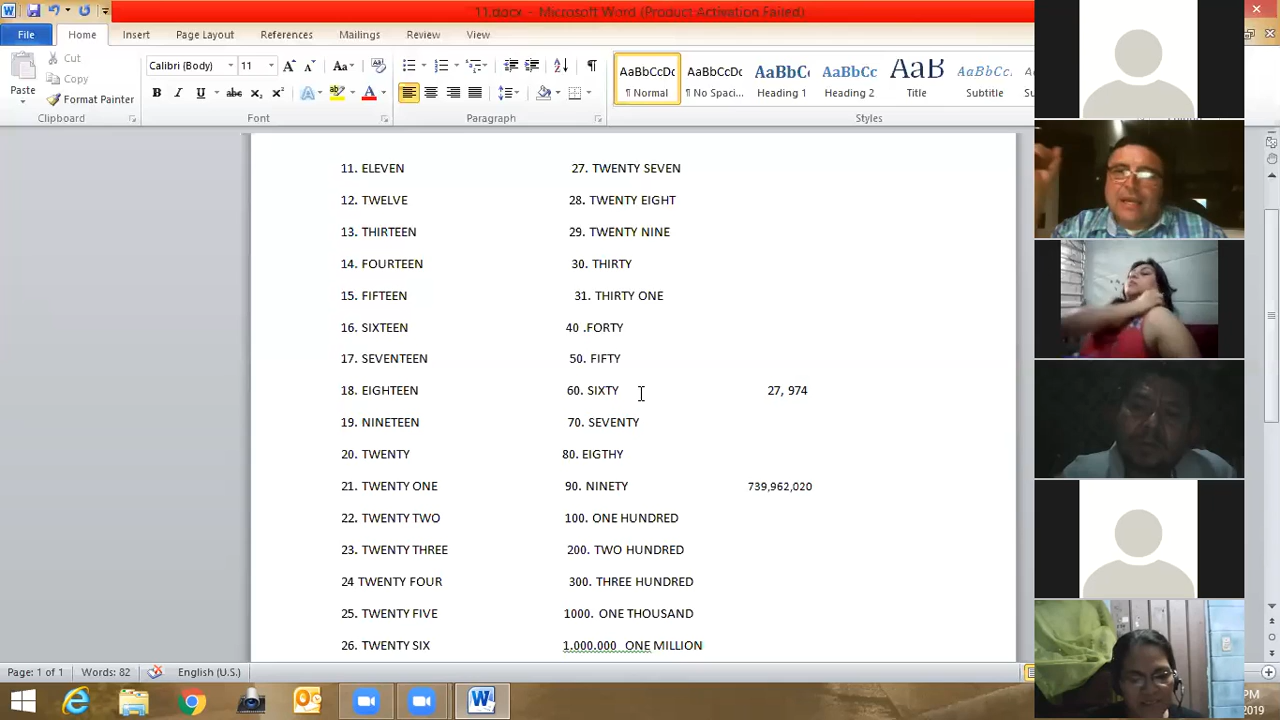 11.docx - Microsoft Word (Product Activation Failed)
File Home Insert Page Layout References Mailings Review View
Cut
Copy
Format Painter
Paste
Calibri (Body) 11
AaBbCcDc AaBbCcDc AaBbCc AaBbCc AaB AaBbCcDc
¶ Normal ¶ No Spaci... Heading 1 Heading 2 Title Subtitle
Clipboard Font Paragraph Styles
11. ELEVEN 27. TWENTY SEVEN
12. TWELVE 28. TWENTY EIGHT
13. THIRTEEN 29. TWENTY NINE
14. FOURTEEN 30. THIRTY
15. FIFTEEN 31. THIRTY ONE
16. SIXTEEN 40 .FORTY
17. SEVENTEEN 50. FIFTY
18. EIGHTEEN 60. SIXTY 27, 974
19. NINETEEN 70. SEVENTY
20. TWENTY 80. EIGTHY
21. TWENTY ONE 90. NINETY 739,962,020
22. TWENTY TWO 100. ONE HUNDRED
23. TWENTY THREE 200. TWO HUNDRED
24 TWENTY FOUR 300. THREE HUNDRED
25. TWENTY FIVE 1000. ONE THOUSAND
26. TWENTY SIX 1.000.000 ONE MILLION
Page: 1 of 1 Words: 82 English (U.S.)
PM
2019